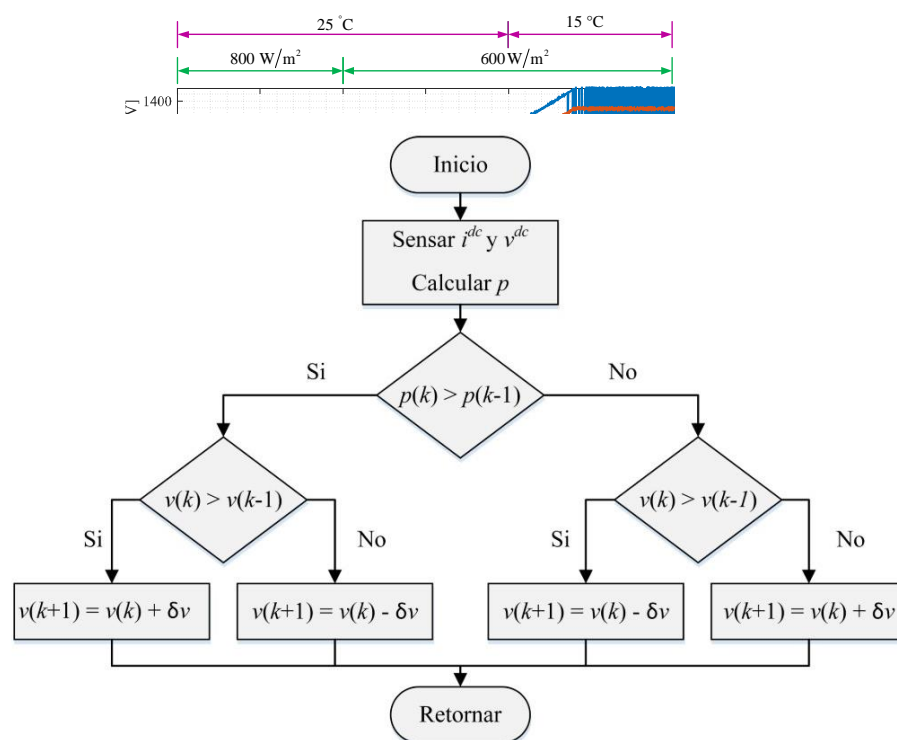 25 °C
15 °C
800 W/m²
600 W/m²
V]
1400
Inicio
Sensar i^dc y v^dc
Calcular p
Si
No
p(k) > p(k-1)
v(k) > v(k-1)
v(k) > v(k-1)
Si
No
Si
No
v(k+1) = v(k) + δv
v(k+1) = v(k) - δv
v(k+1) = v(k) - δv
v(k+1) = v(k) + δv
Retornar